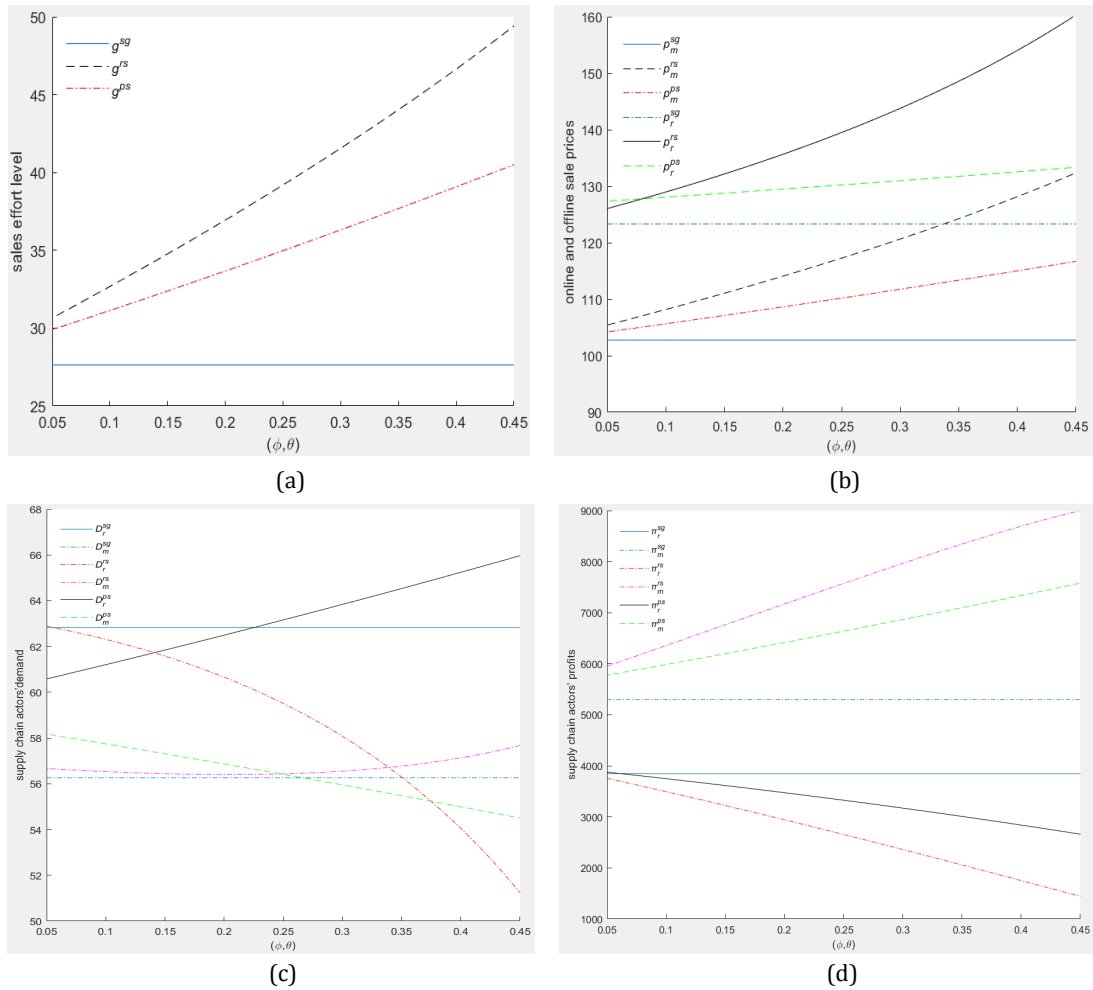 50
45
40
35
30
25
sales effort level
g^sg
g^rs
g^ps
0.05 0.1 0.15 0.2 0.25 0.3 0.35 0.4 0.45
(ϕ,θ)
(a)
160
150
140
130
120
110
100
90
online and offline sale prices
p_m^sg
p_m^rs
p_m^ps
p_r^sg
p_r^rs
p_r^ps
0.05 0.1 0.15 0.2 0.25 0.3 0.35 0.4 0.45
(ϕ,θ)
(b)
68
66
64
62
60
58
56
54
52
50
supply chain actors'demand
D_r^sg
D_m^sg
D_r^rs
D_m^rs
D_r^ps
D_m^ps
0.05 0.1 0.15 0.2 0.25 0.3 0.35 0.4 0.45
(ϕ,θ)
(c)
9000
8000
7000
6000
5000
4000
3000
2000
1000
supply chain actors' profits
π_r^sg
π_m^sg
π_r^rs
π_m^rs
π_r^ps
π_m^ps
0.05 0.1 0.15 0.2 0.25 0.3 0.35 0.4 0.45
(ϕ,θ)
(d)